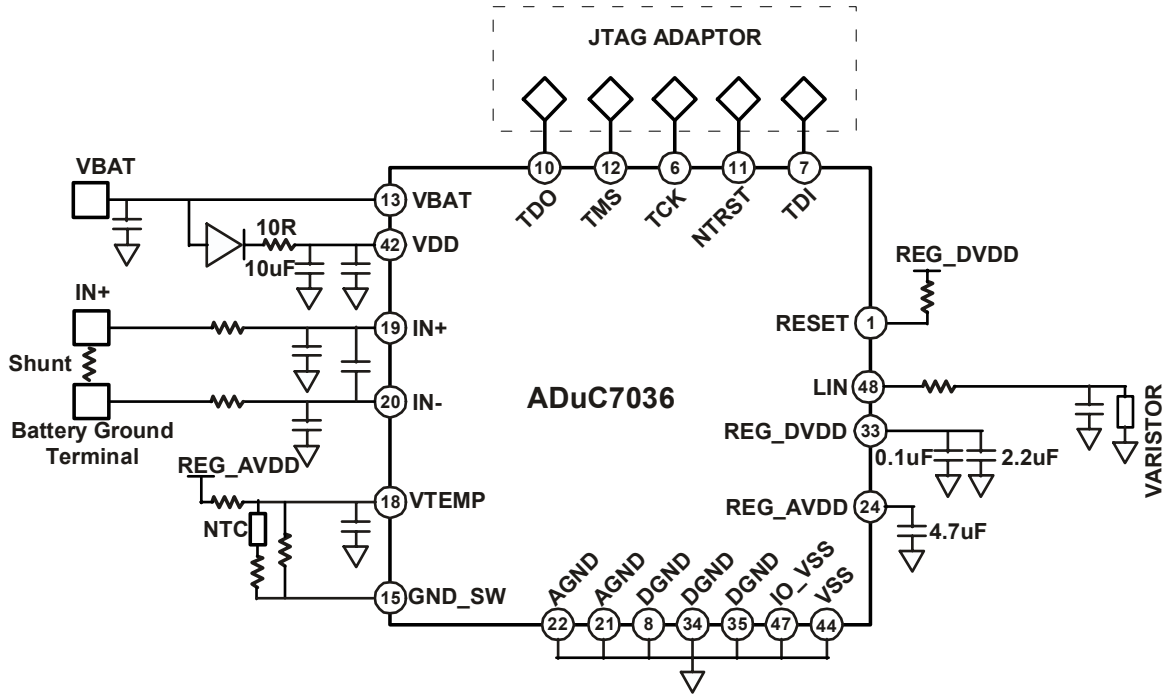 JTAG ADAPTOR
10
12
6
11
7
TDO
TMS
TCK
NTRST
TDI
VBAT
13 VBAT
10R
42 VDD
10uF
IN+
19 IN+
Shunt
20 IN-
Battery Ground
Terminal
REG_AVDD
18 VTEMP
NTC
15 GND_SW
ADuC7036
REG_DVDD
RESET 1
LIN 48
REG_DVDD 33
0.1uF
2.2uF
VARISTOR
REG_AVDD 24
4.7uF
AGND
AGND
DGND
DGND
DGND
IO_VSS
VSS
22
21
8
34
35
47
44